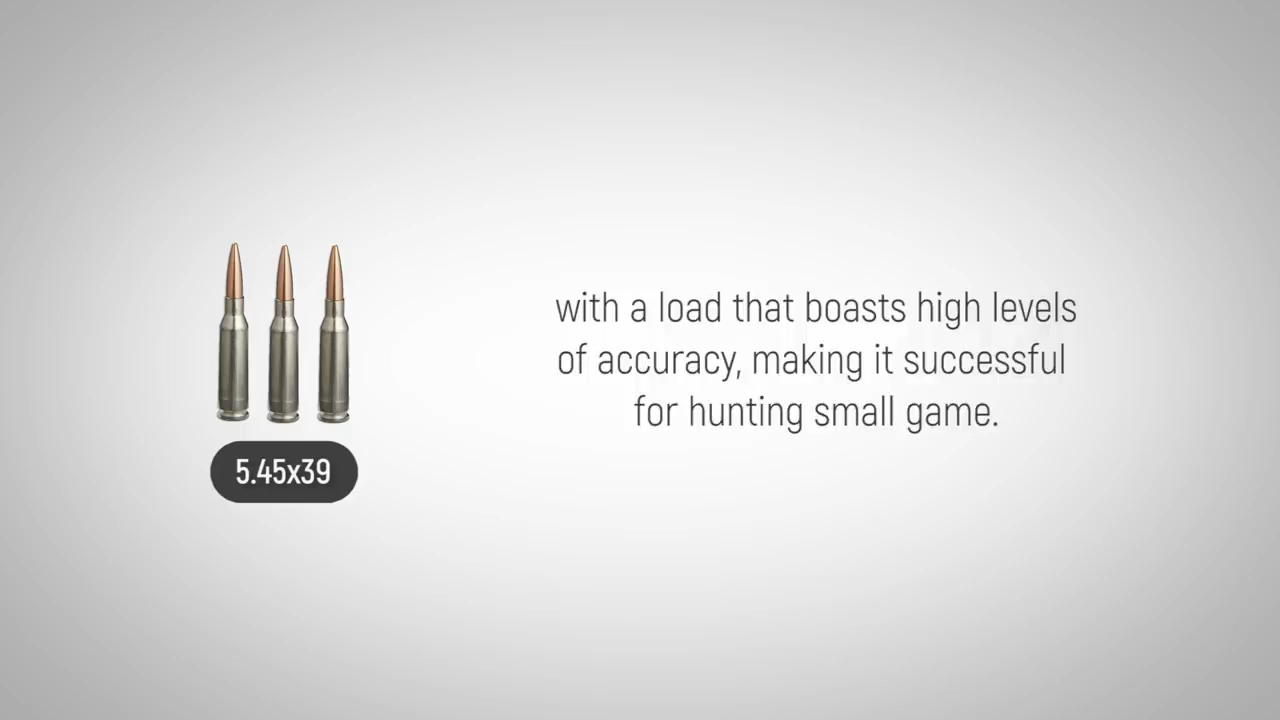 with a load that boasts high levels
of accuracy, making it successful
for hunting small game.
5.45x39